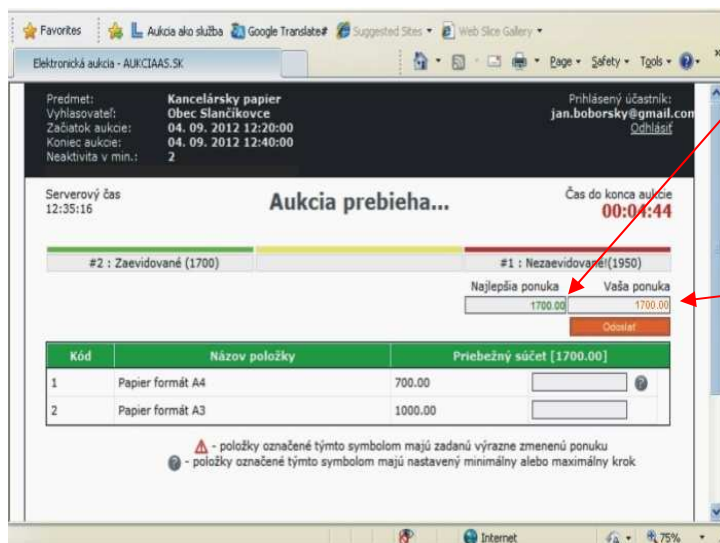 Favorites Aukcia ako služba Google Translate# Suggested Sites Web Slice Gallery
Elektronická aukcia - AUKCIAAS.SK Page Safety Tools
Predmet: Kancelársky papier Prihlásený účastník:
Vyhlasovateľ: Obec Slančíkovce jan.boborsky@gmail.com
Začiatok aukcie: 04. 09. 2012 12:20:00 Odhlásiť
Koniec aukcie: 04. 09. 2012 12:40:00
Neaktivita v min.: 2
Serverový čas Aukcia prebieha... Čas do konca aukcie
12:35:16 00:04:44
#2 : Zaevidované (1700) #1 : Nezaevidované!(1950)
Najlepšia ponuka Vaša ponuka
1700.00 1700.00
Odoslať
Kód Názov položky Priebežný súčet [1700.00]
1 Papier formát A4 700.00
2 Papier formát A3 1000.00
- položky označené týmto symbolom majú zadanú výrazne zmenenú ponuku
- položky označené týmto symbolom majú nastavený minimálny alebo maximálny krok
Internet 75%